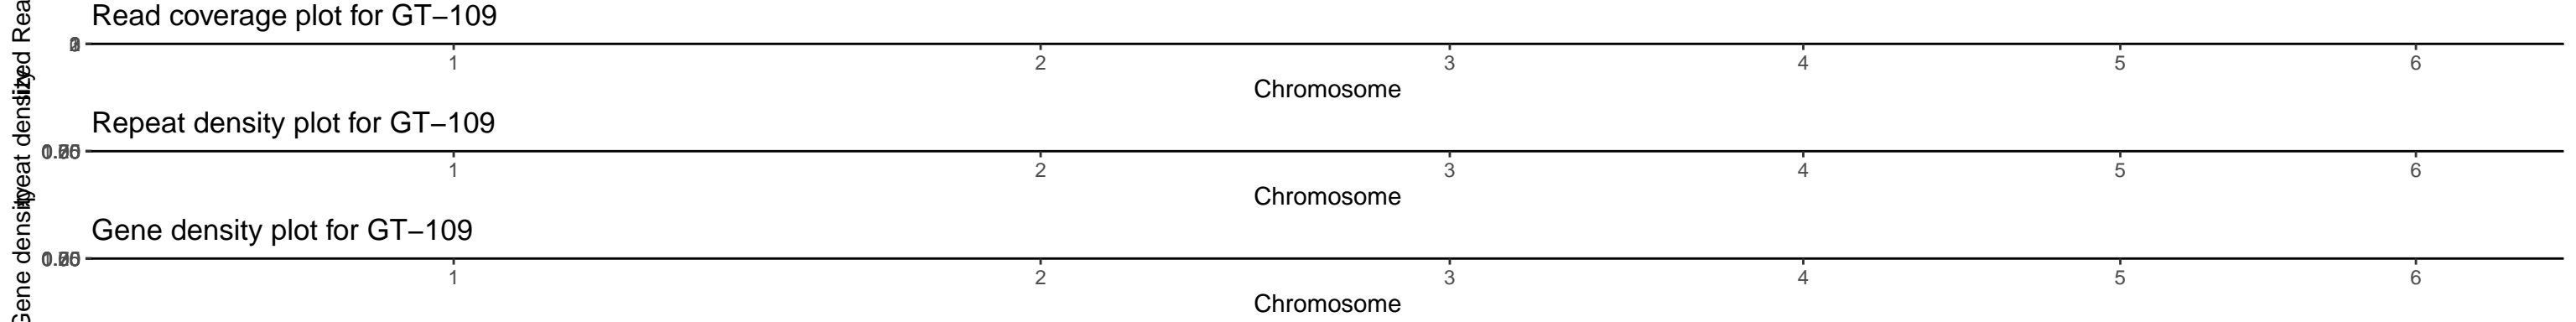 Read coverage plot for GT–109
1 2 3 4 5 6
Chromosome
Repeat density plot for GT–109
1 2 3 4 5 6
Chromosome
Gene density plot for GT–109
1 2 3 4 5 6
Chromosome
Gene density